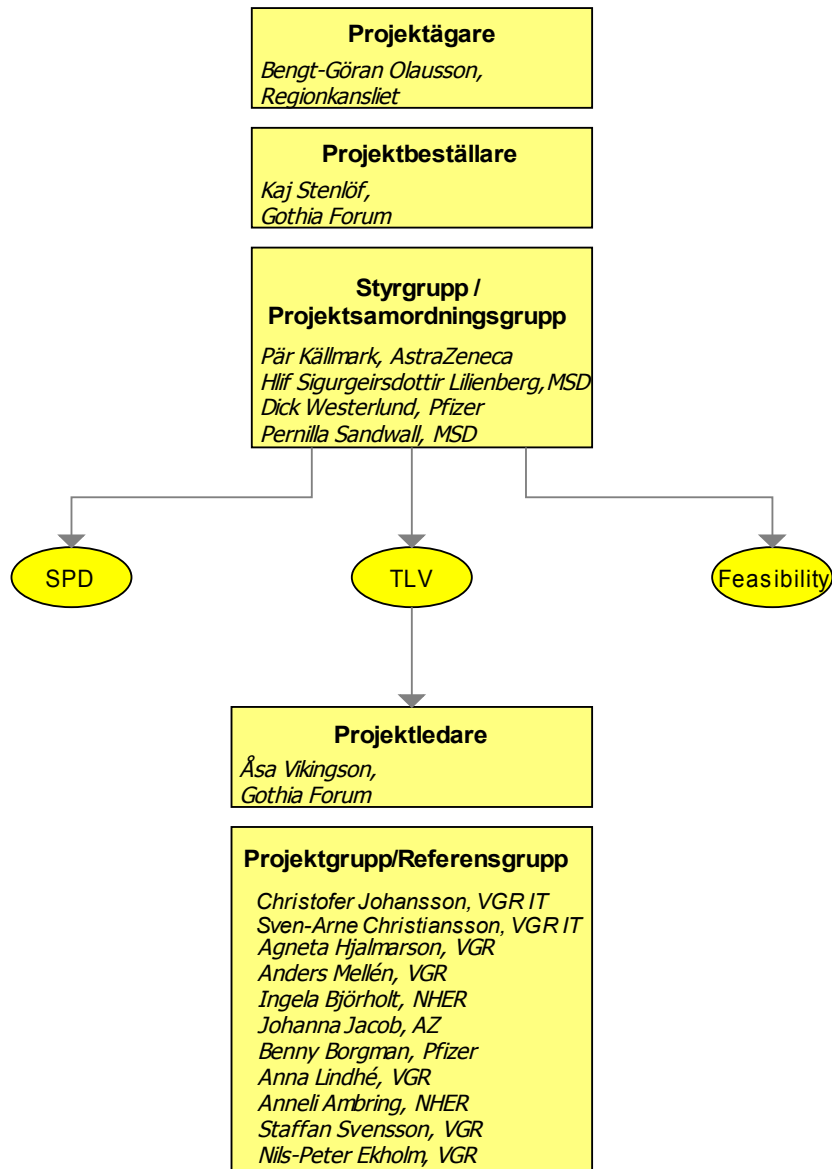 Projektägare
Bengt-Göran Olausson,
Regionkansliet
Projektbeställare
Kaj Stenlöf,
Gothia Forum
Styrgrupp /
Projektsamordningsgrupp
Pär Källmark, AstraZeneca
Hlif Sigurgeirsdottir Lilienberg, MSD
Dick Westerlund, Pfizer
Pernilla Sandwall, MSD
SPD
TLV
Feasibility
Projektledare
Åsa Vikingson,
Gothia Forum
Projektgrupp/Referensgrupp
Christofer Johansson, VGR IT
Sven-Arne Christiansson, VGR IT
Agneta Hjalmarson, VGR
Anders Mellén, VGR
Ingela Björholt, NHER
Johanna Jacob, AZ
Benny Borgman, Pfizer
Anna Lindhé, VGR
Anneli Ambring, NHER
Staffan Svensson, VGR
Nils-Peter Ekholm, VGR